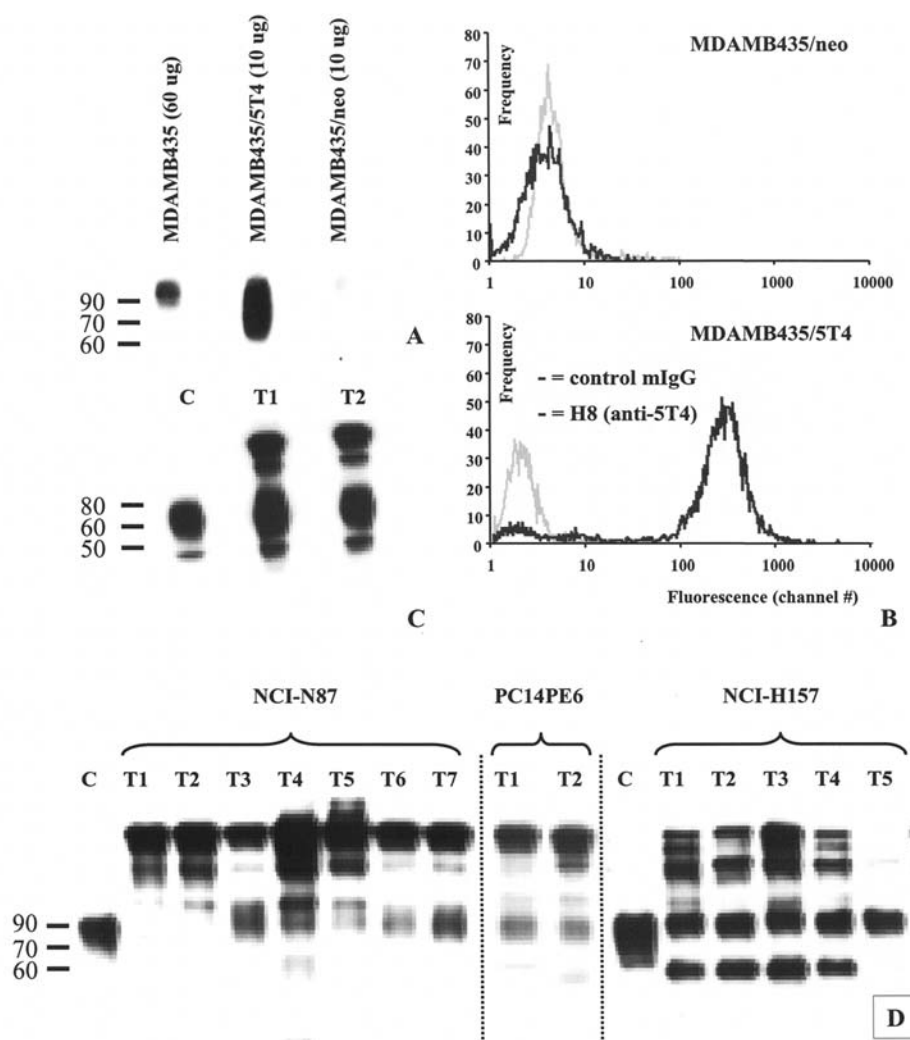 MDAMB435 (60 ug)
MDAMB435/5T4 (10 ug)
MDAMB435/neo (10 ug)
90
70
60
A
C T1 T2
80
60
50
C
MDAMB435/neo
Frequency
80
70
60
50
40
30
20
10
0
1 10 100 1000 10000
MDAMB435/5T4
Frequency
80
70
60
50
40
30
20
10
0
- = control mIgG
- = H8 (anti-5T4)
1 10 100 1000 10000
Fluorescence (channel #)
B
NCI-N87 PC14PE6 NCI-H157
C T1 T2 T3 T4 T5 T6 T7 T1 T2 C T1 T2 T3 T4 T5
90
70
60
D